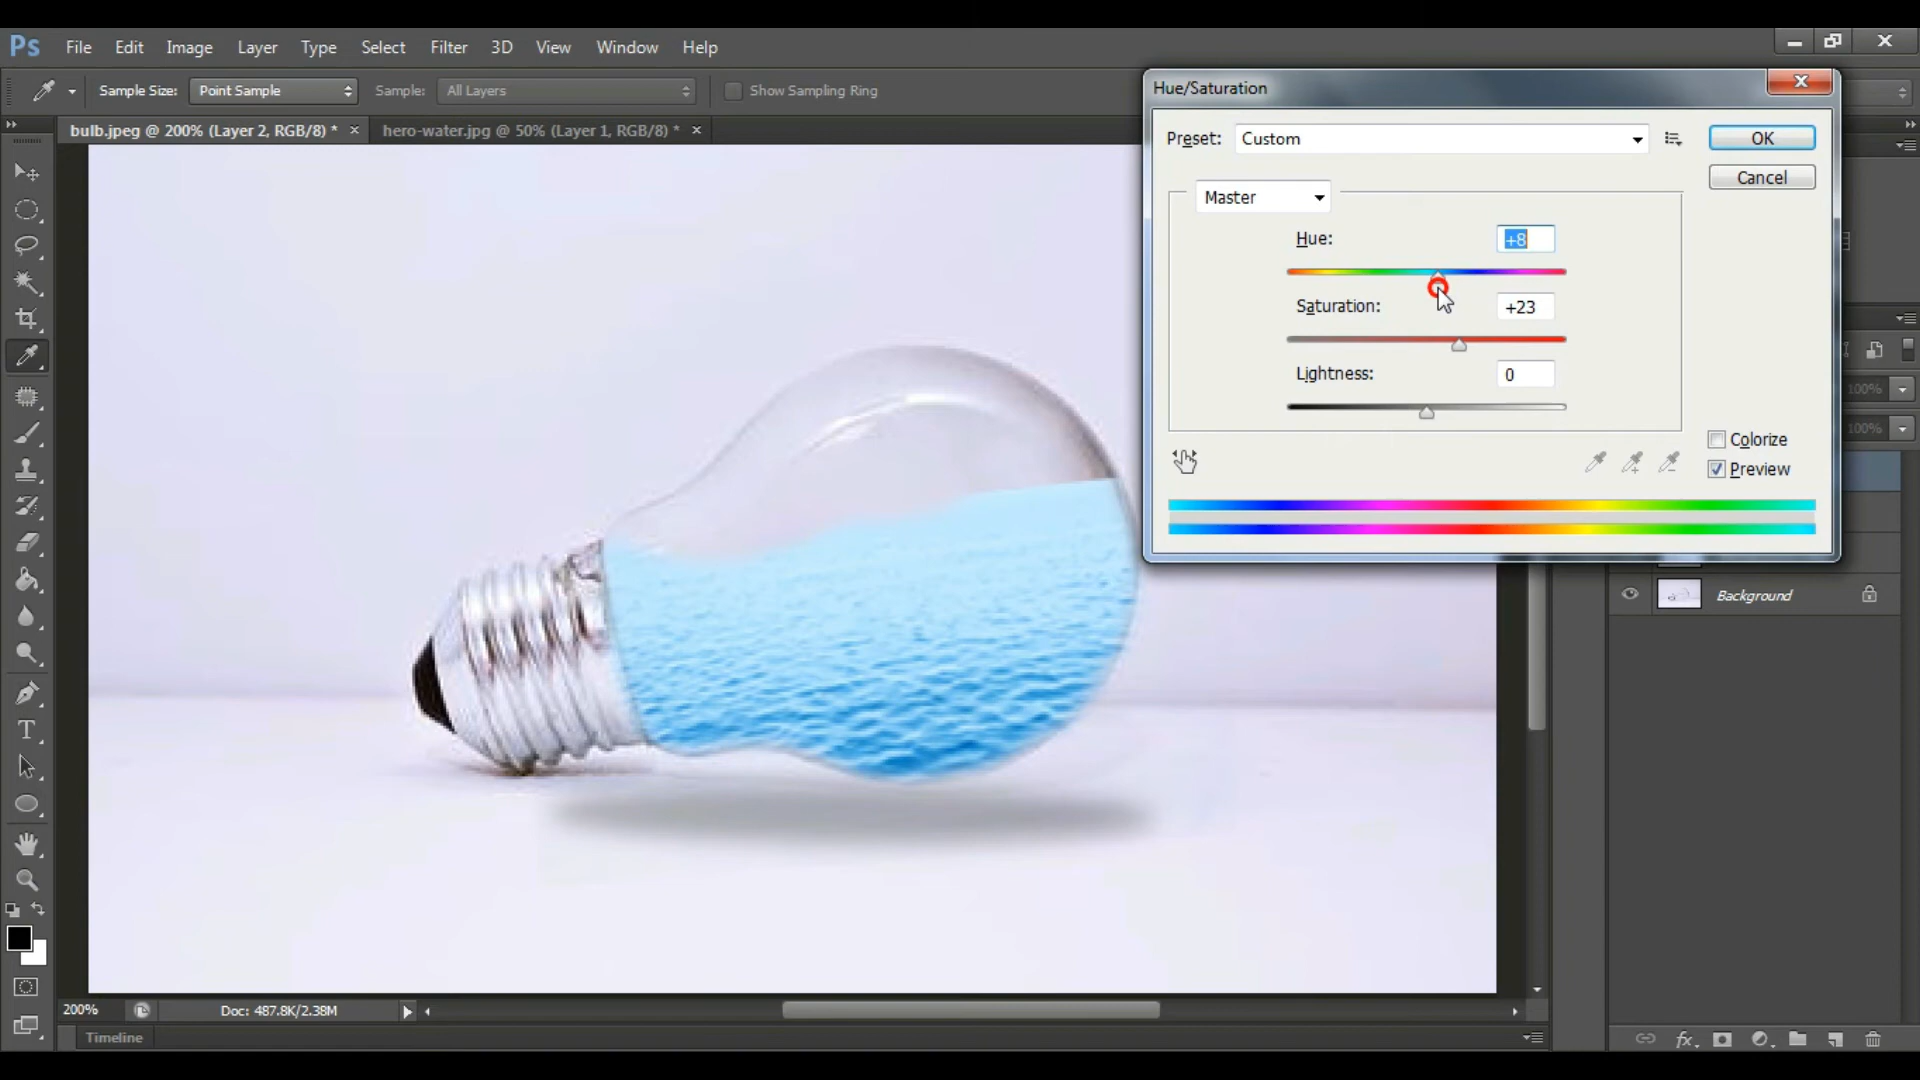 Ps File Edit Image Layer Type Select Filter 3D View Window Help
Sample Size: Point Sample Sample: All Layers Show Sampling Ring
bulb.jpeg @ 200% (Layer 2, RGB/8) * × hero-water.jpg @ 50% (Layer 1, RGB/8) * ×
Hue/Saturation
Preset: Custom OK
Cancel
Master
Hue: +8
Saturation: +23
Lightness: 0
Colorize
Preview
100%
100%
Background
T
200% Doc: 487.8K/2.38M
Timeline
fx